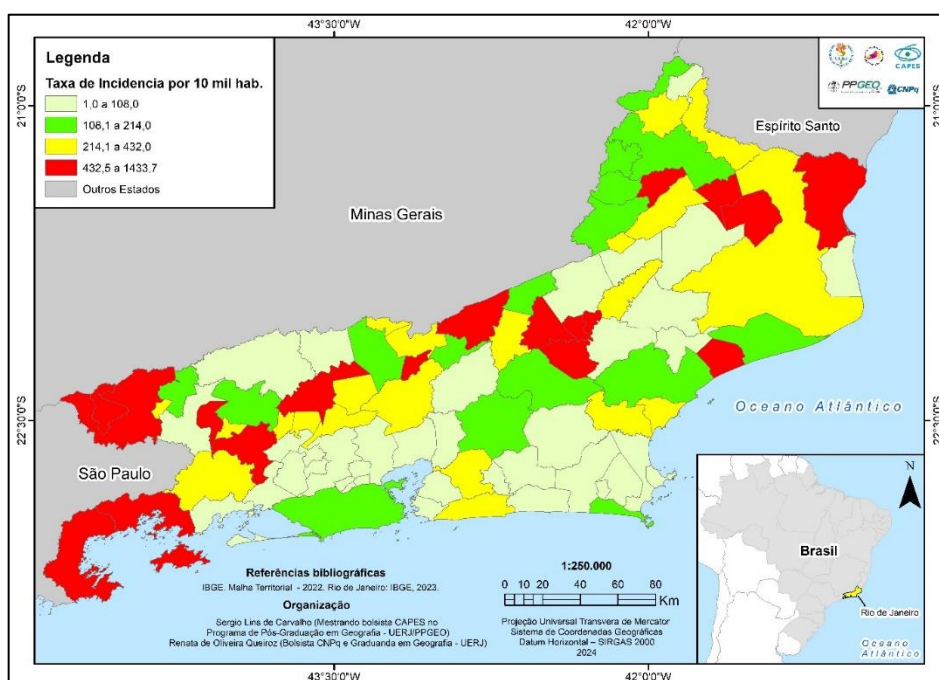 43°30'0"W
42°0'0"W
Legenda
Taxa de Incidencia por 10 mil hab.
1,0 a 108,0
108,1 a 214,0
214,1 a 432,0
432,5 a 1433,7
Outros Estados
CAPES
PPGEO
CNPq
21°0'0"S
21°0'0"S
Espírito Santo
Minas Gerais
Oceano Atlântico
22°30'0"S
22°30'0"S
São Paulo
N
Brasil
Rio de Janeiro
Oceano
Atlântico
Referências bibliográficas
IBGE. Malha Territorial - 2022. Rio de Janeiro: IBGE, 2023.
Organização
Sergio Lins de Carvalho (Mestrando bolsista CAPES no
Programa de Pós-Graduação em Geografia - UERJ/PPGEO)
Renata de Oliveira Queiroz (Bolsista CNPq e Graduanda em Geografia - UERJ)
1:250.000
0 10 20 40 60 80
Km
Projeção Universal Transvera de Mercator
Sistema de Coordenadas Geográficas
Datum Horizontal – SIRGAS 2000
2024
43°30'0"W
42°0'0"W